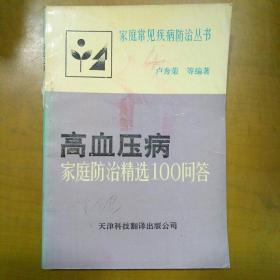 家庭常见疾病防治丛书
卢秀荣 等编著
高血压病
家庭防治精选100问答
天津科技翻译出版公司